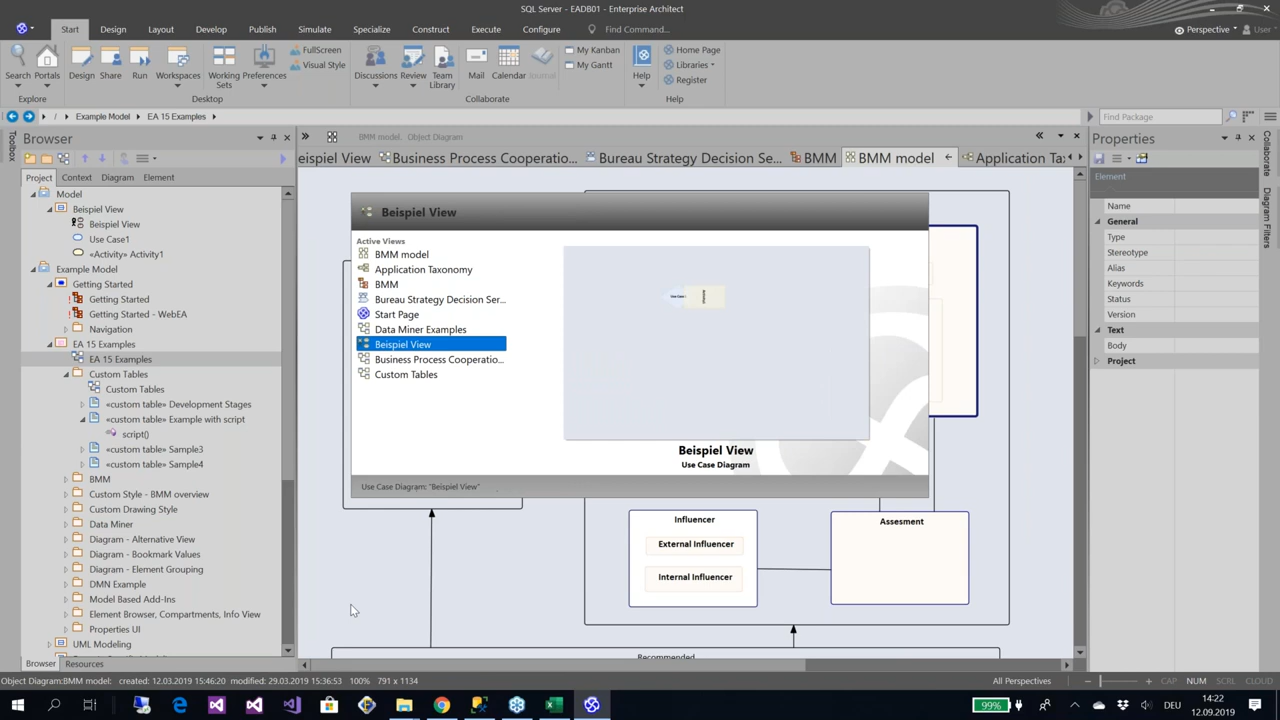 SQL Server - EADB01 - Enterprise Architect
Start Design Layout Develop Publish Simulate Specialize Construct Execute Configure Find Command... Perspective User
Search Portals Design Share Run Workspaces Working Sets Preferences FullScreen Visual Style Discussions Review Team Library Mail Calendar Journal My Kanban My Gantt Help Home Page Libraries Register
Explore Desktop Collaborate Help
/ Example Model EA 15 Examples Find Package
Toolbox
Browser
Project Context Diagram Element
Model
Beispiel View
Beispiel View
Use Case1
«Activity» Activity1
Example Model
Getting Started
Getting Started
Getting Started - WebEA
Navigation
EA 15 Examples
EA 15 Examples
Custom Tables
Custom Tables
«custom table» Development Stages
«custom table» Example with script
script()
«custom table» Sample3
«custom table» Sample4
BMM
Custom Style - BMM overview
Custom Drawing Style
Data Miner
Diagram - Alternative View
Diagram - Bookmark Values
Diagram - Element Grouping
DMN Example
Model Based Add-Ins
Element Browser, Compartments, Info View
Properties UI
UML Modeling
Browser Resources
BMM model. Object Diagram
eispiel View Business Process Cooperatio... Bureau Strategy Decision Se... BMM BMM model Application Ta
Beispiel View
Active Views
BMM model
Application Taxonomy
BMM
Bureau Strategy Decision Ser...
Start Page
Data Miner Examples
Beispiel View
Business Process Cooperatio...
Custom Tables
Use Case
Beispiel View
Use Case Diagram
Use Case Diagram: "Beispiel View"
Influencer
External Influencer
Internal Influencer
Assesment
Recommended
Properties
Element
Name
General
Type
Stereotype
Alias
Keywords
Status
Version
Text
Body
Project
Collaborate
Diagram Filters
Object Diagram:BMM model: created: 12.03.2019 15:46:20 modified: 29.03.2019 15:36:53 100% 791 x 1134 All Perspectives CAP NUM SCRL CLOUD
99% DEU 14:22
12.09.2019